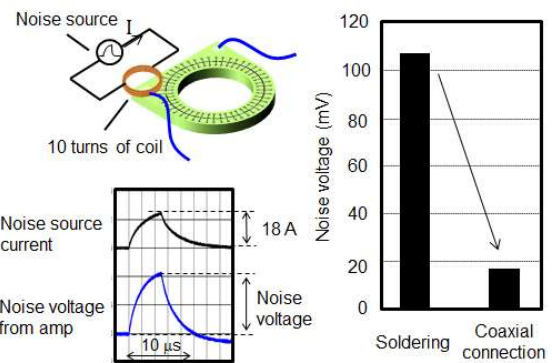 Noise source
I
10 turns of coil
Noise source
current
18 A
Noise voltage
from amp
Noise
voltage
10 µs
Noise voltage (mV)
120
100
80
60
40
20
0
Soldering
Coaxial
connection